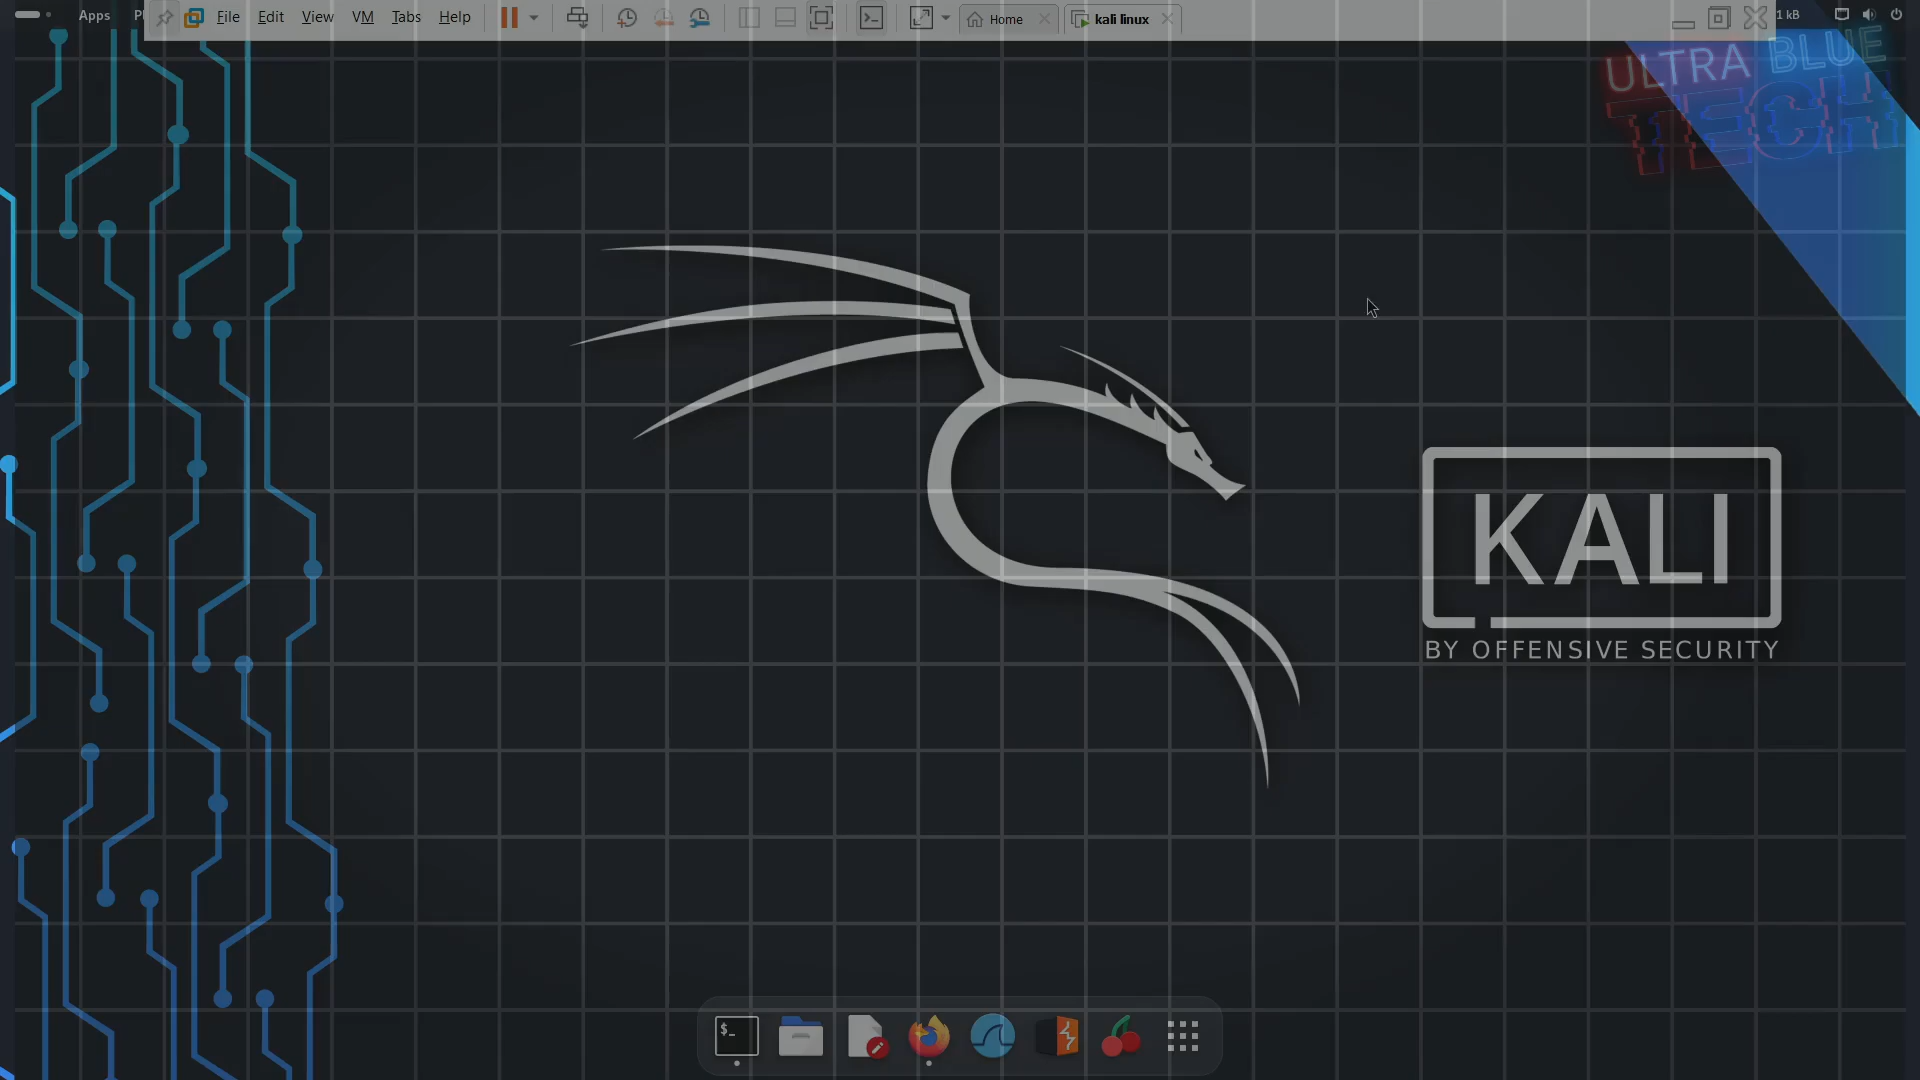 Apps
File Edit View VM Tabs Help
Home
kali linux
1 kB
ULTRA BLUE
TECH
KALI
BY OFFENSIVE SECURITY
$_